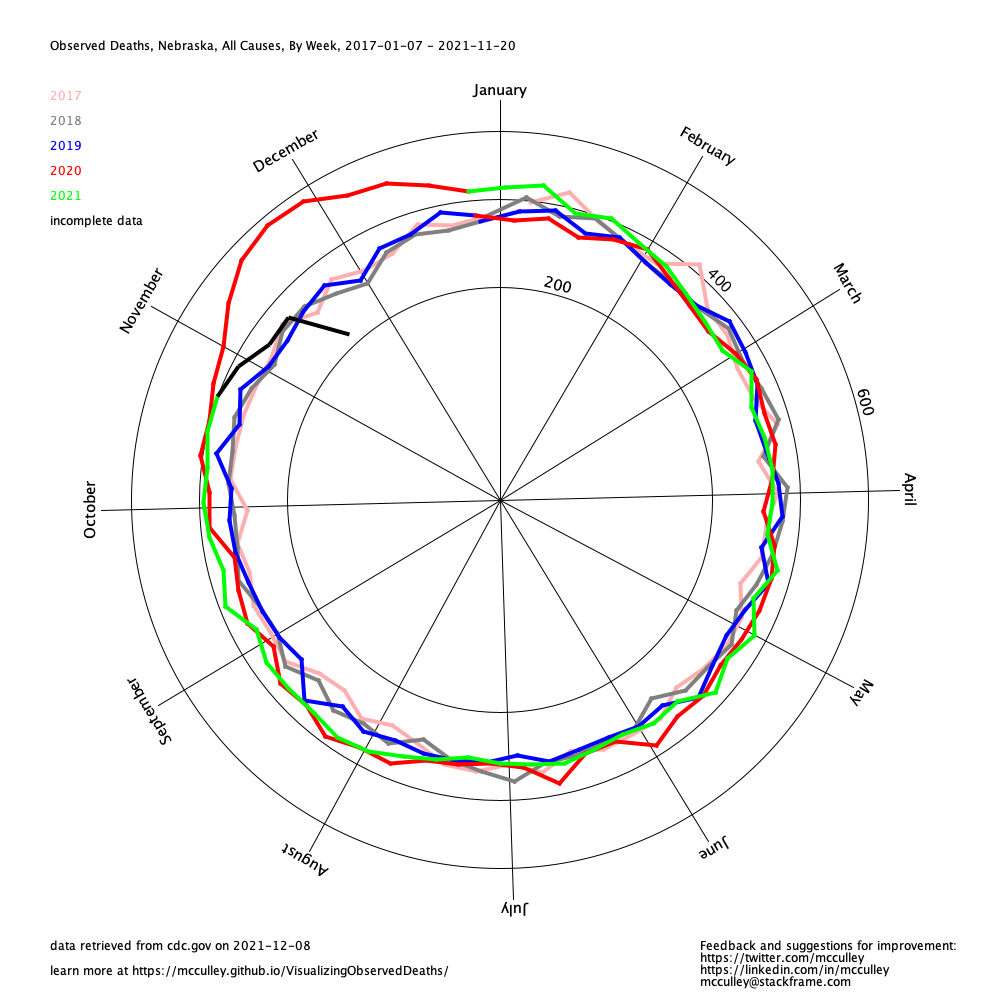 Observed Deaths, Nebraska, All Causes, By Week, 2017-01-07 - 2021-11-20
January
2017
2018
2019
2020
2021
incomplete data
December
February
November
March
200
400
600
October
April
September
May
August
June
July
data retrieved from cdc.gov on 2021-12-08
learn more at https://mcculley.github.io/VisualizingObservedDeaths/
Feedback and suggestions for improvement:
https://twitter.com/mcculley
https://linkedin.com/in/mcculley
mcculley@stackframe.com